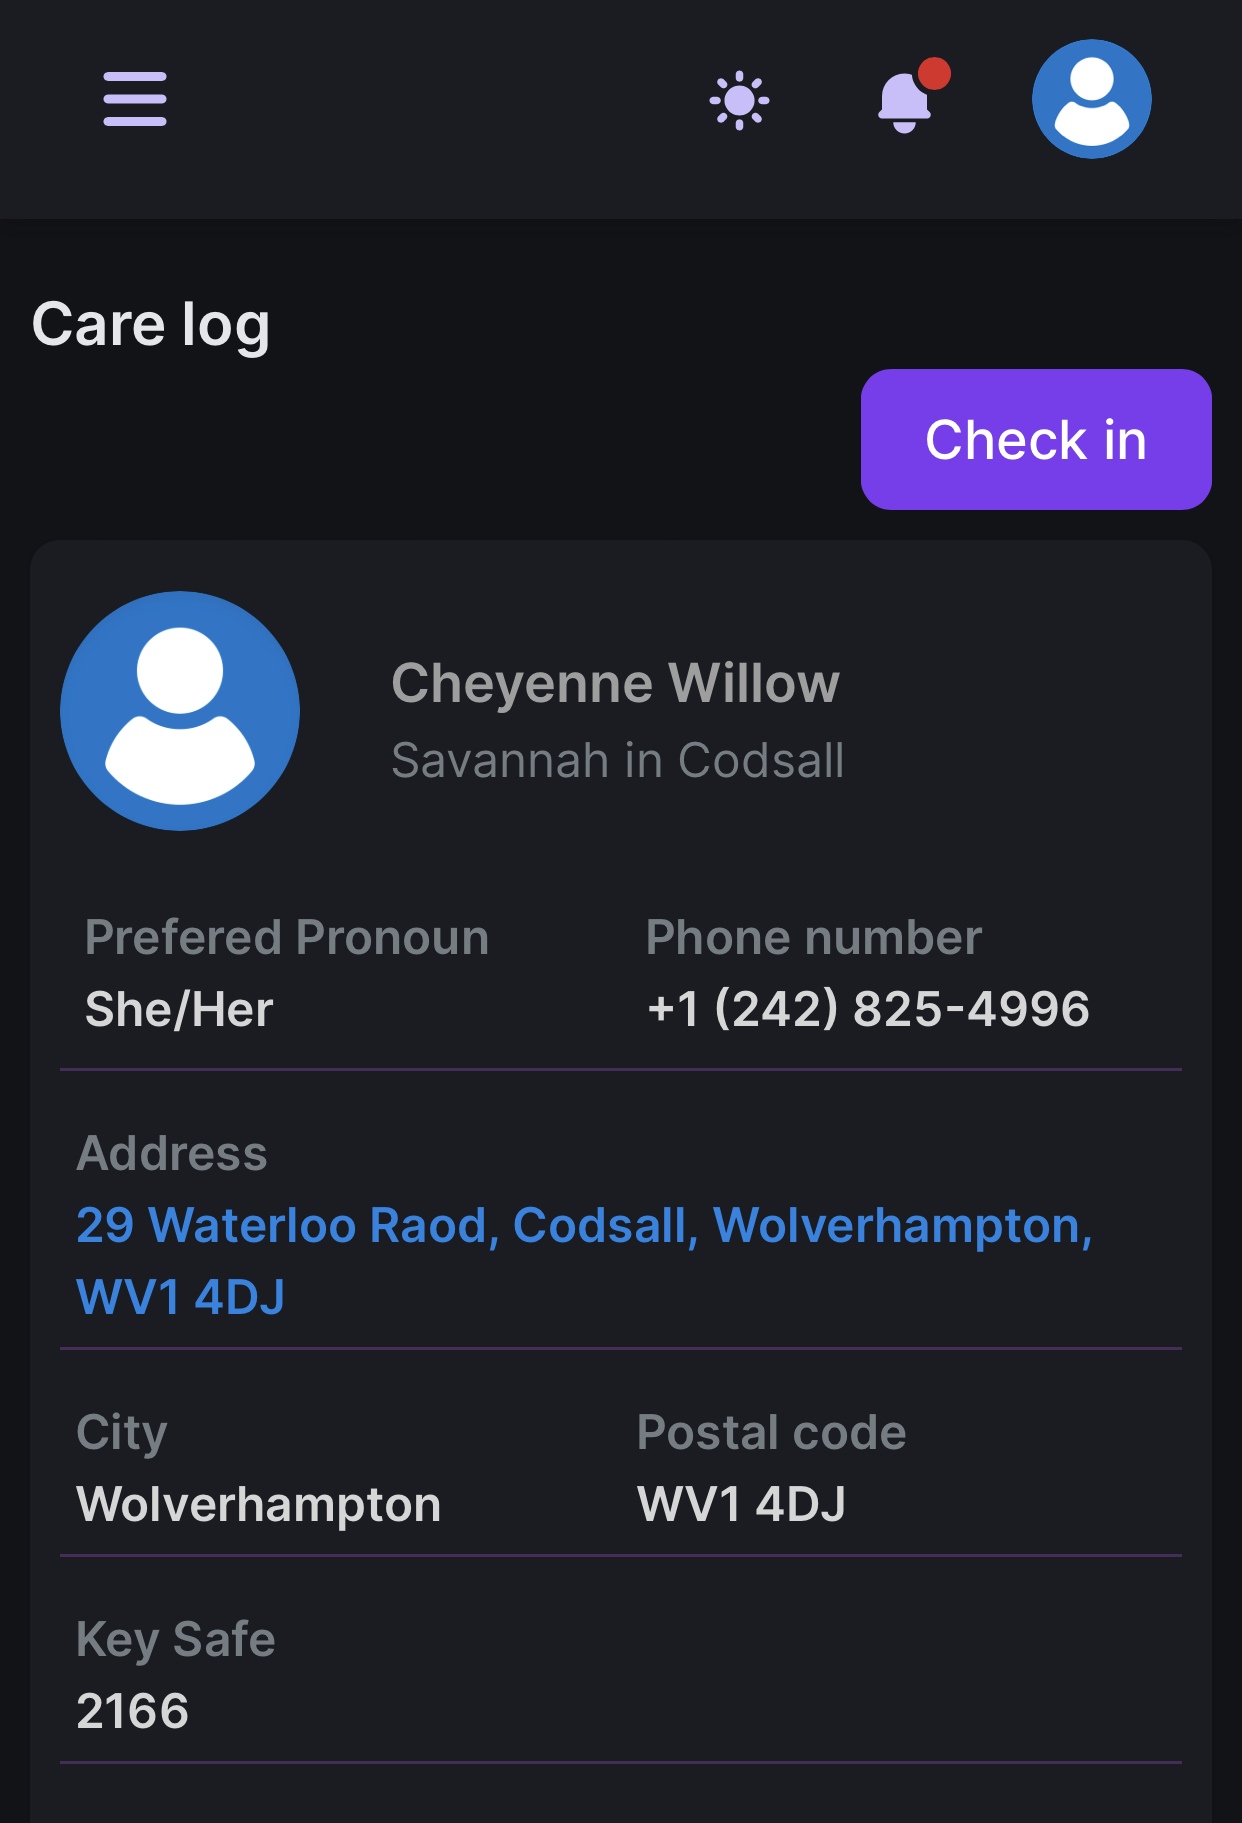 Care log
Check in
Cheyenne Willow
Savannah in Codsall
Prefered Pronoun
She/Her
Phone number
+1 (242) 825-4996
Address
29 Waterloo Raod, Codsall, Wolverhampton,
WV1 4DJ
City
Wolverhampton
Postal code
WV1 4DJ
Key Safe
2166